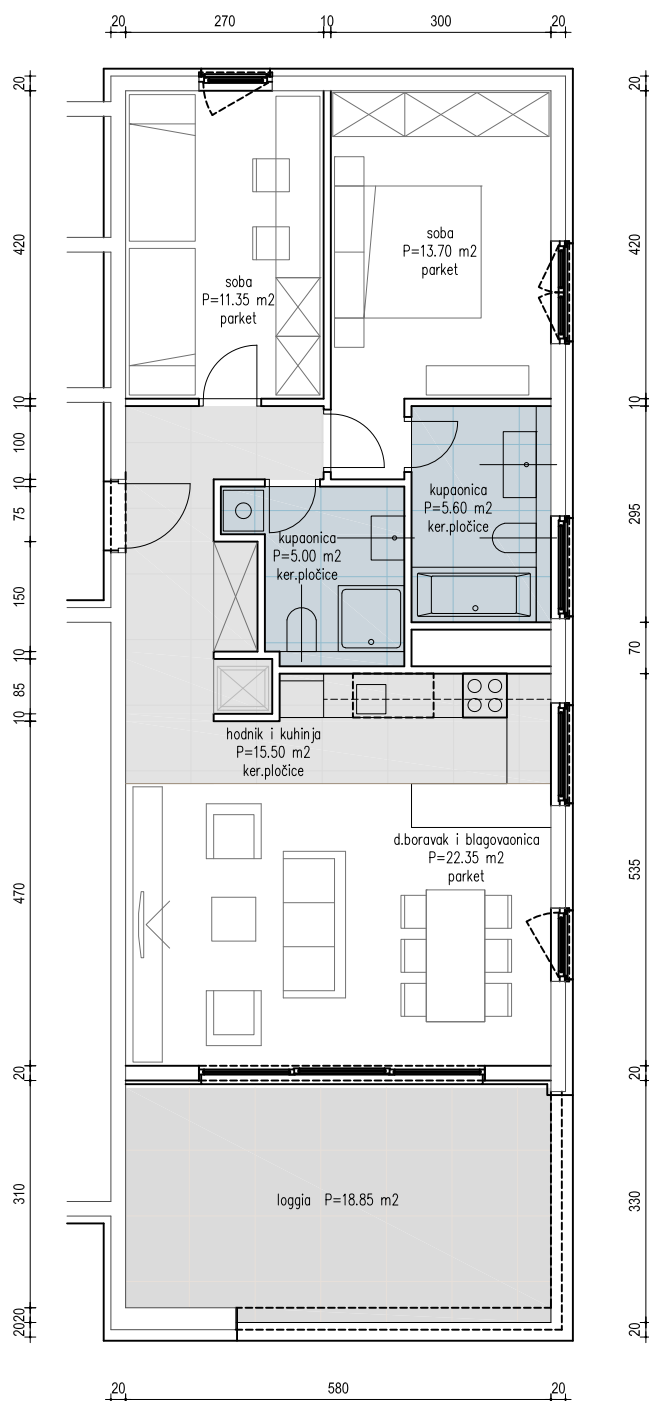 20
270
10
300
20
20
420
10
100
10
75
150
10
85
10
470
20
310
20
20
soba
P=11.35 m2
parket
soba
P=13.70 m2
parket
kupaonica
P=5.60 m2
ker.pločice
kupaonica
P=5.00 m2
ker.pločice
hodnik i kuhinja
P=15.50 m2
ker.pločice
d.boravak i blagovaonica
P=22.35 m2
parket
loggia P=18.85 m2
20
420
10
295
70
535
20
330
20
20
580
20